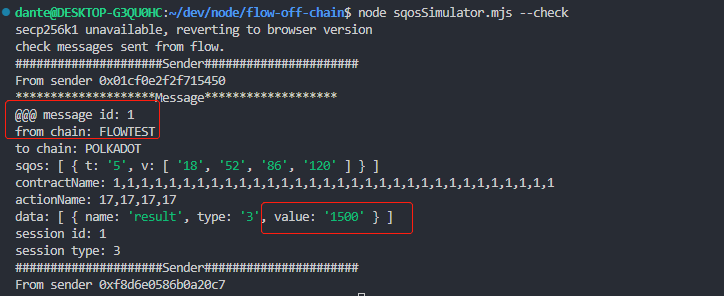 dante@DESKTOP-G3QU0HC:~/dev/node/flow-off-chain$ node sqosSimulator.mjs --check
secp256k1 unavailable, reverting to browser version
check messages sent from flow.
#####################Sender######################
From sender 0x01cf0e2f2f715450
********************Message*******************
@@@ message id: 1
from chain: FLOWTEST
to chain: POLKADOT
sqos: [ { t: '5', v: [ '18', '52', '86', '120' ] } ]
contractName: 1,1,1,1,1,1,1,1,1,1,1,1,1,1,1,1,1,1,1,1,1,1,1,1,1,1,1,1,1,1,1,1
actionName: 17,17,17,17
data: [ { name: 'result', type: '3', value: '1500' } ]
session id: 1
session type: 3
#####################Sender######################
From sender 0xf8d6e0586b0a20c7